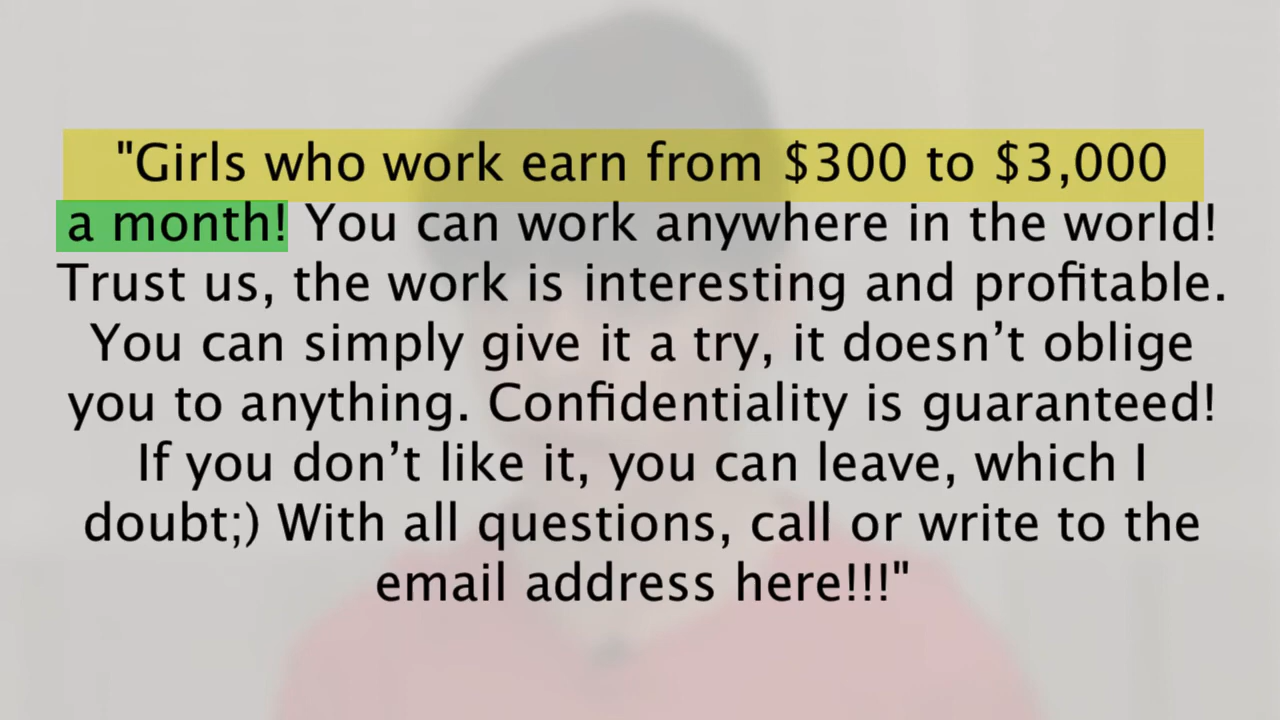 "Girls who work earn from $300 to $3,000
a month! You can work anywhere in the world!
Trust us, the work is interesting and profitable.
You can simply give it a try, it doesn’t oblige
you to anything. Confidentiality is guaranteed!
If you don’t like it, you can leave, which I
doubt;) With all questions, call or write to the
email address here!!!"